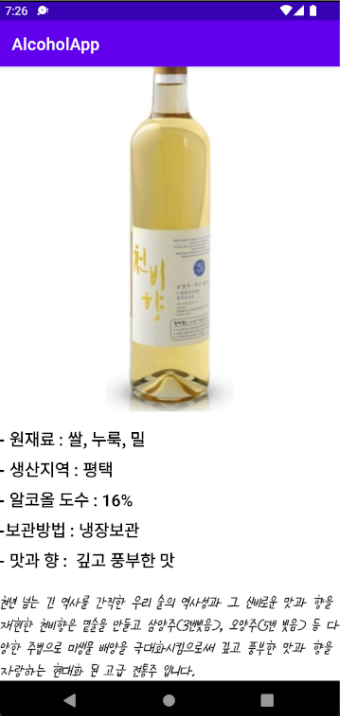 7:26
AlcoholApp
천비향
- 원재료 : 쌀, 누룩, 밀
- 생산지역 : 평택
- 알코올 도수 : 16%
-보관방법 : 냉장보관
- 맛과 향 : 깊고 풍부한 맛
천년 넘는 긴 역사를 간직한 우리 술의 역사성과 그 신비로운 맛과 향을
재현한 천비향은 밑술을 만들고 삼양주(3번빚음), 오양주(5번 빚음) 등 다
양한 주법으로 미생물 배양을 극대화시킴으로써 깊고 풍부한 맛과 향을
자랑하는 현대화 된 고급 전통주 입니다.